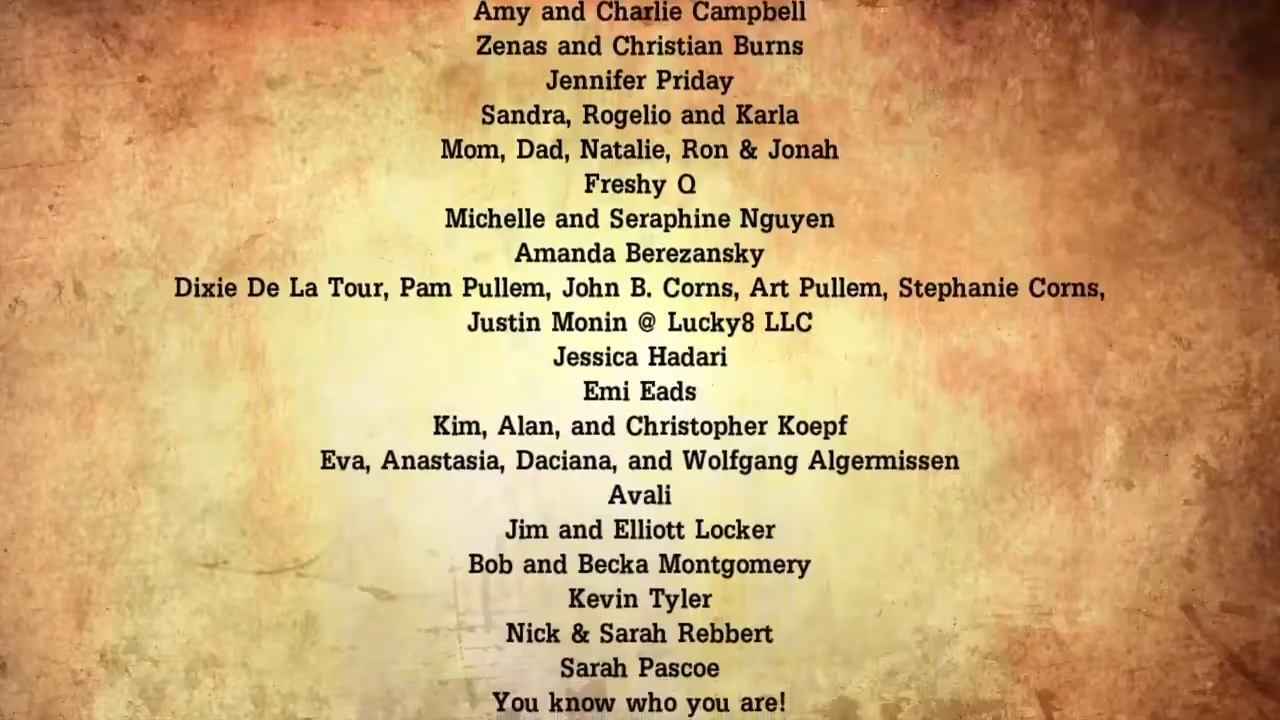 Amy and Charlie Campbell
Zenas and Christian Burns
Jennifer Priday
Sandra, Rogelio and Karla
Mom, Dad, Natalie, Ron & Jonah
Freshy Q
Michelle and Seraphine Nguyen
Amanda Berezansky
Dixie De La Tour, Pam Pullem, John B. Corns, Art Pullem, Stephanie Corns,
Justin Monin @ Lucky8 LLC
Jessica Hadari
Emi Eads
Kim, Alan, and Christopher Koepf
Eva, Anastasia, Daciana, and Wolfgang Algermissen
Avali
Jim and Elliott Locker
Bob and Becka Montgomery
Kevin Tyler
Nick & Sarah Rebbert
Sarah Pascoe
You know who you are!